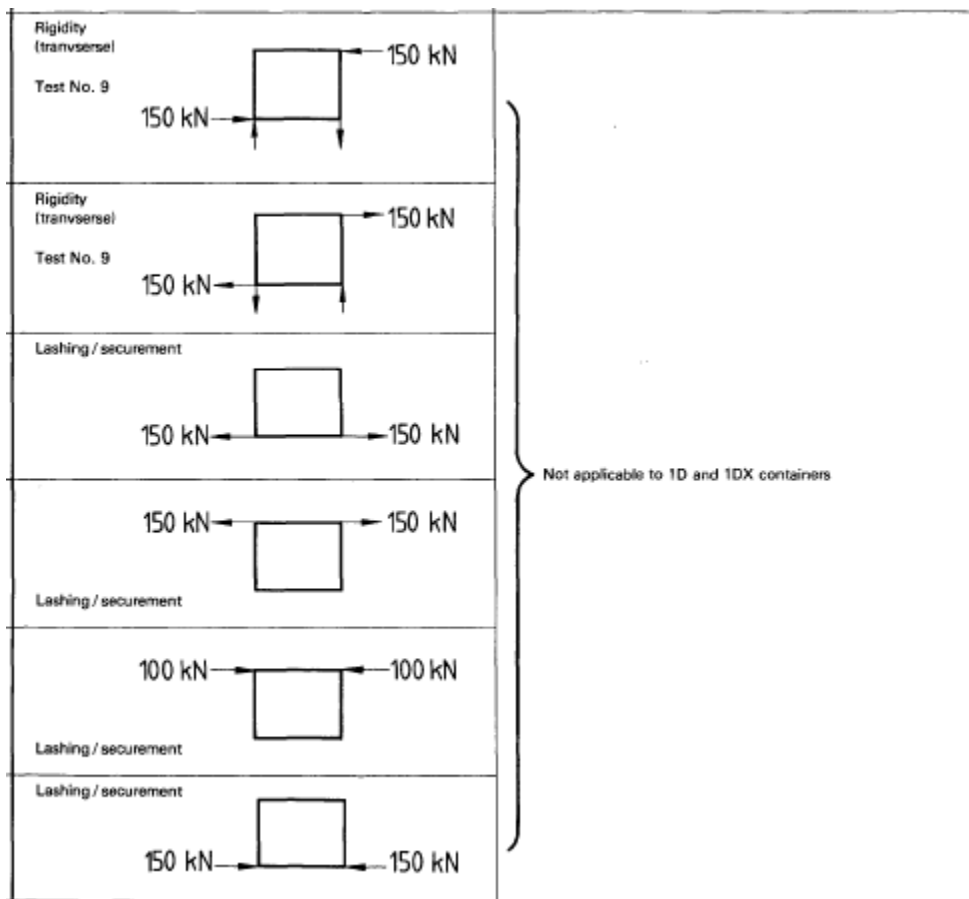 Rigidity
(tranvserse)
150 kN
Test No. 9
150 kN
Rigidity
(tranvserse)
150 kN
Test No. 9
150 kN
Lashing / securement
150 kN 150 kN
Not applicable to 1D and 1DX containers
150 kN 150 kN
Lashing / securement
100 kN 100 kN
Lashing / securement
Lashing / securement
150 kN 150 kN